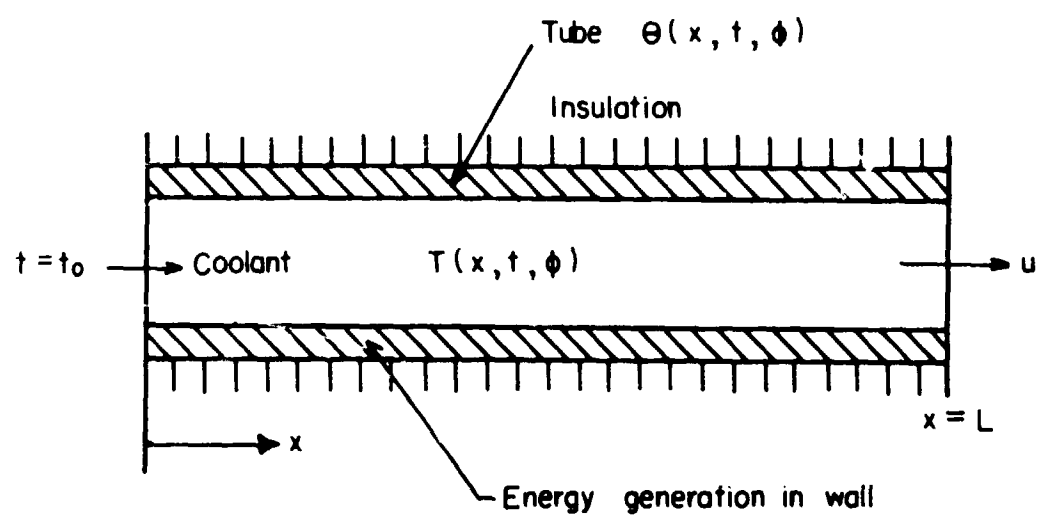 Tube θ(x, t, ϕ)
Insulation
t = t₀
Coolant
T(x, t, ϕ)
u
x = L
x
Energy generation in wall